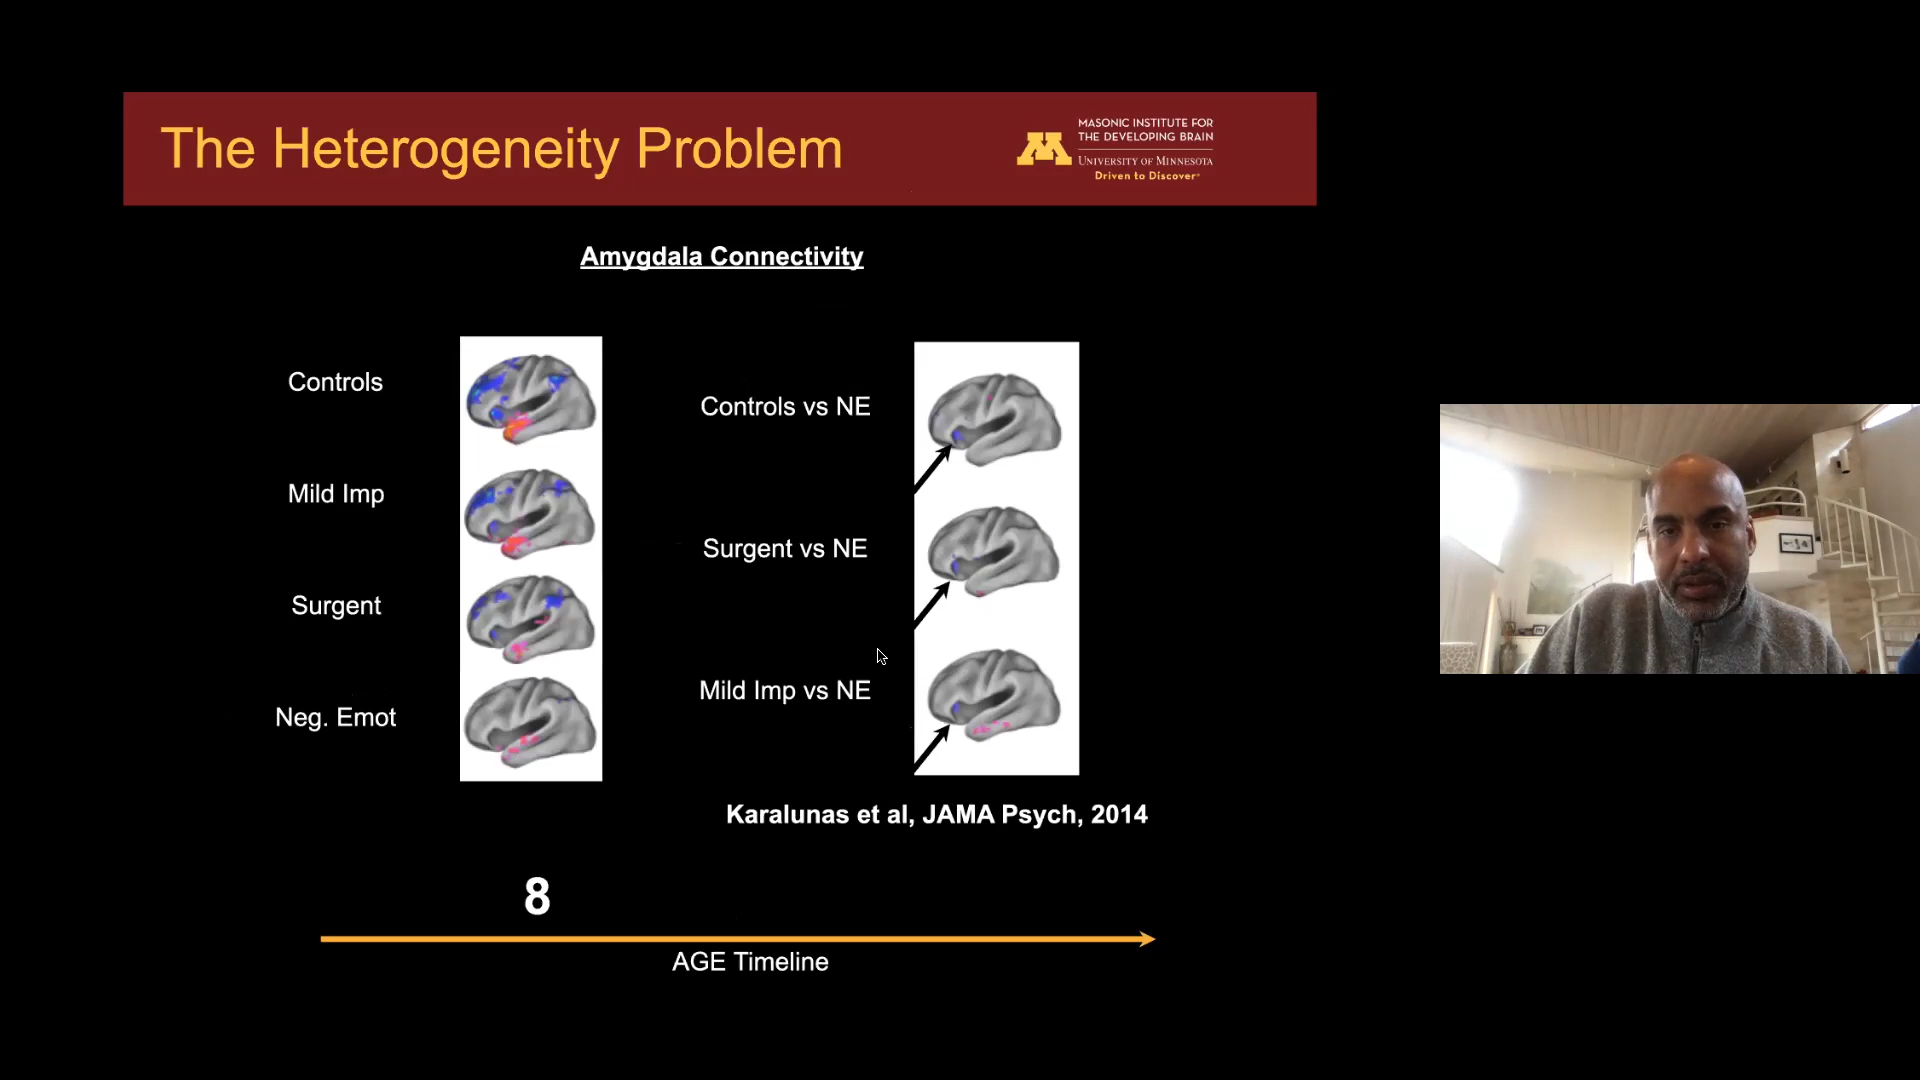 The Heterogeneity Problem
MASONIC INSTITUTE FOR
THE DEVELOPING BRAIN
UNIVERSITY OF MINNESOTA
Driven to Discover®
Amygdala Connectivity
Controls
Mild Imp
Surgent
Neg. Emot
Controls vs NE
Surgent vs NE
Mild Imp vs NE
Karalunas et al, JAMA Psych, 2014
8
AGE Timeline